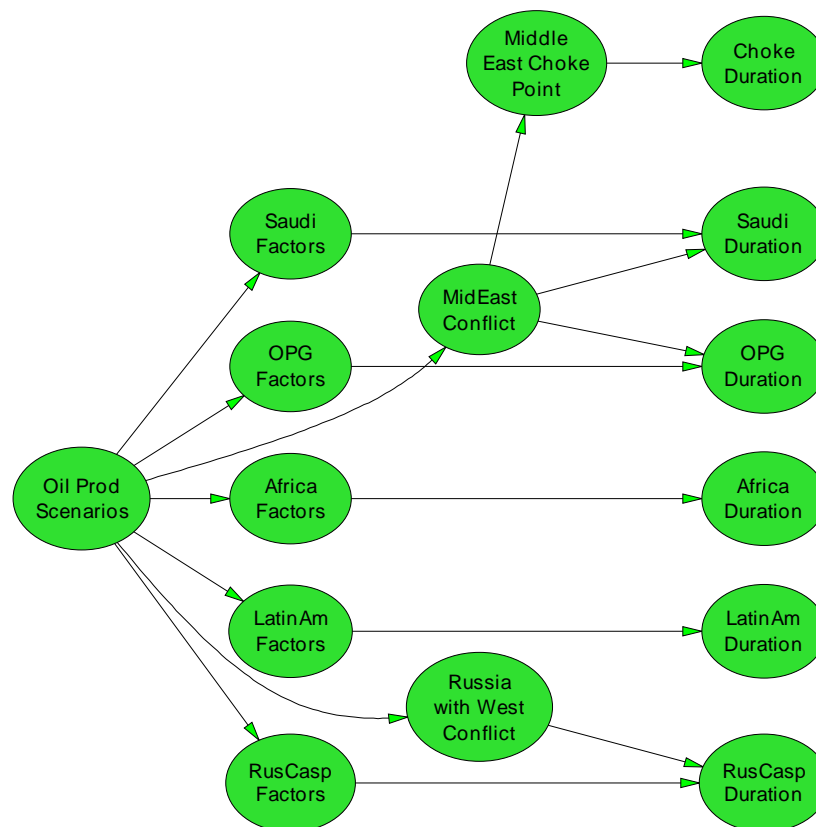 Middle
East Choke
Point
Choke
Duration
Saudi
Factors
Saudi
Duration
MidEast
Conflict
OPG
Factors
OPG
Duration
Oil Prod
Scenarios
Africa
Factors
Africa
Duration
LatinAm
Factors
LatinAm
Duration
Russia
with West
Conflict
RusCasp
Factors
RusCasp
Duration